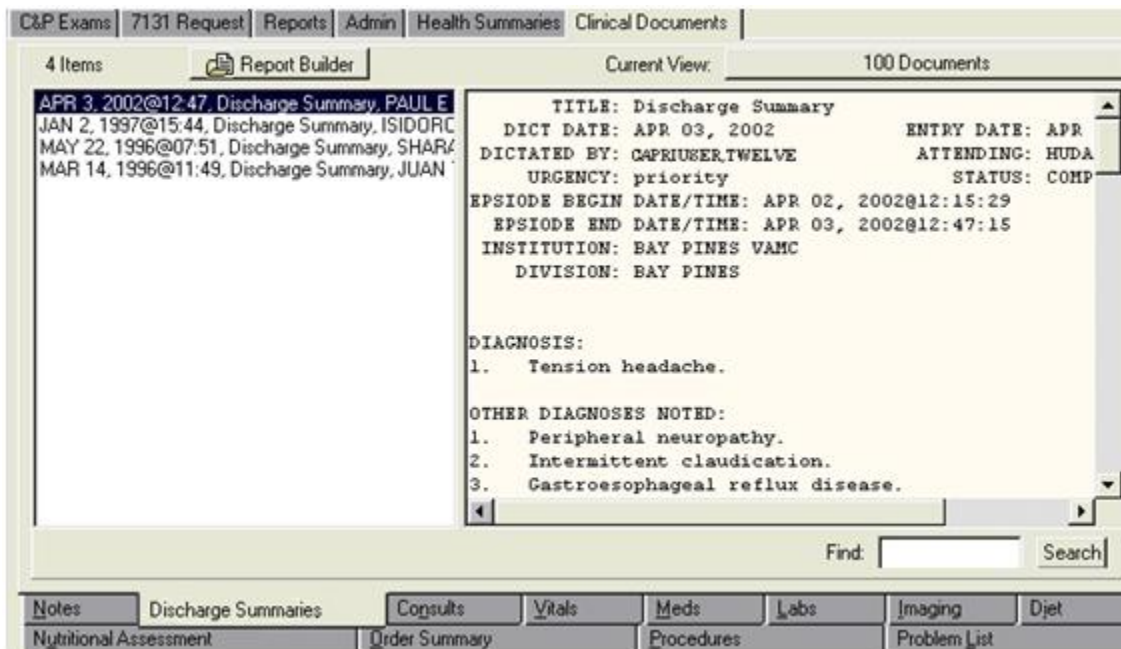 C&P Exams 7131 Request Reports Admin Health Summaries Clinical Documents
4 Items Report Builder Current View: 100 Documents
APR 3, 2002@12:47, Discharge Summary, PAUL E
JAN 2, 1997@15:44, Discharge Summary, ISIDORC
MAY 22, 1996@07:51, Discharge Summary, SHARA
MAR 14, 1996@11:49, Discharge Summary, JUAN
TITLE: Discharge Summary
DICT DATE: APR 03, 2002 ENTRY DATE: APR
DICTATED BY: CAPRIUSER,TWELVE ATTENDING: HUDA
URGENCY: priority STATUS: COMP
EPSIODE BEGIN DATE/TIME: APR 02, 2002@12:15:29
EPSIODE END DATE/TIME: APR 03, 2002@12:47:15
INSTITUTION: BAY PINES VAMC
DIVISION: BAY PINES
DIAGNOSIS:
1. Tension headache.
OTHER DIAGNOSES NOTED:
1. Peripheral neuropathy.
2. Intermittent claudication.
3. Gastroesophageal reflux disease.
Find: Search
Notes Discharge Summaries Consults Vitals Meds Labs Imaging Diet
Nutritional Assessment Order Summary Procedures Problem List